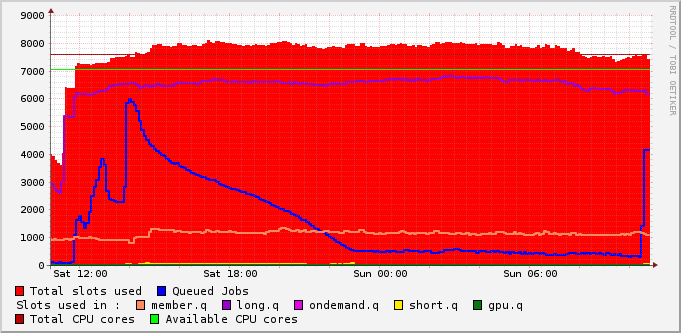 9000
8000
7000
6000
5000
4000
3000
2000
1000
0
Sat 12:00 Sat 18:00 Sun 00:00 Sun 06:00
Total slots used Queued Jobs
Slots used in : member.q long.q ondemand.q short.q gpu.q
Total CPU cores Available CPU cores
RRDTOOL / TOBI OETIKER